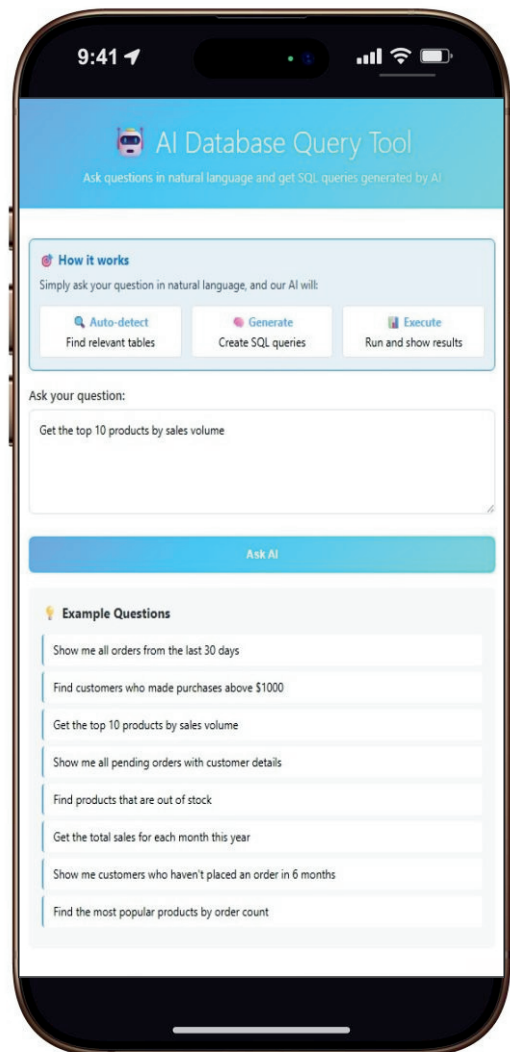 9:41
AI Database Query Tool
Ask questions in natural language and get SQL queries generated by AI
How it works
Simply ask your question in natural language, and our AI will:
Auto-detect
Find relevant tables
Generate
Create SQL queries
Execute
Run and show results
Ask your question:
Get the top 10 products by sales volume
Ask AI
Example Questions
Show me all orders from the last 30 days
Find customers who made purchases above $1000
Get the top 10 products by sales volume
Show me all pending orders with customer details
Find products that are out of stock
Get the total sales for each month this year
Show me customers who haven't placed an order in 6 months
Find the most popular products by order count